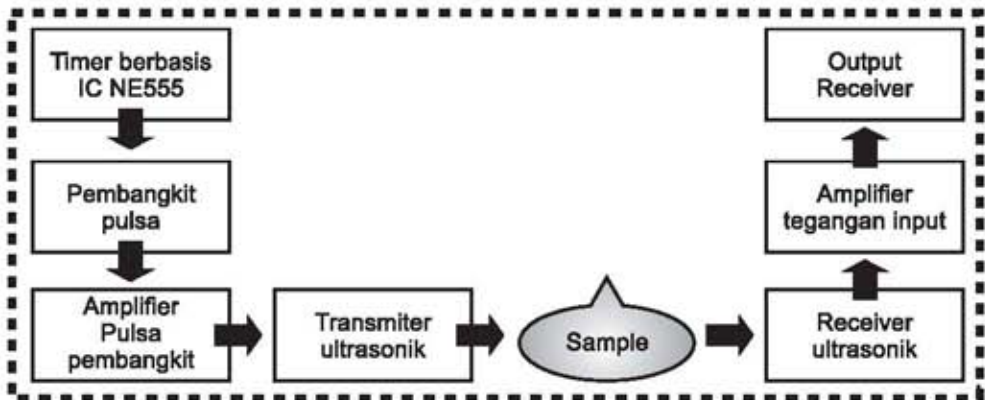 Timer berbasis
IC NE555
Pembangkit
pulsa
Amplifier
Pulsa
pembangkit
Transmiter
ultrasonik
Sample
Receiver
ultrasonik
Amplifier
tegangan input
Output
Receiver